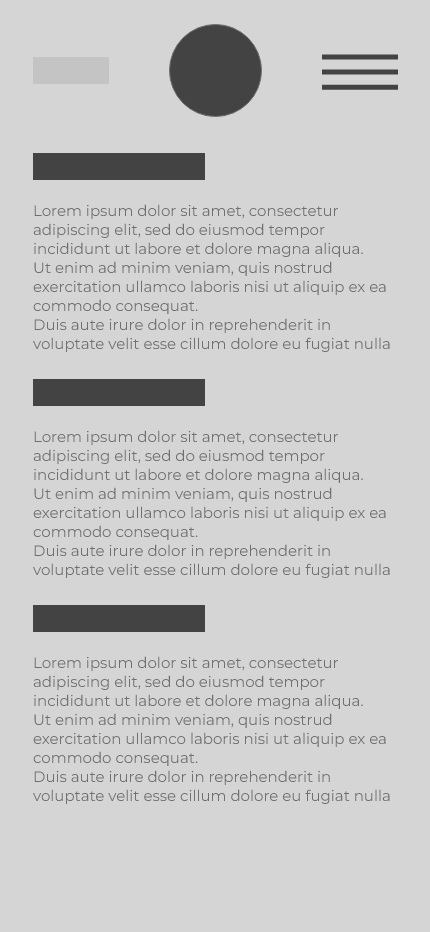 Lorem ipsum dolor sit amet, consectetur
adipiscing elit, sed do eiusmod tempor
incididunt ut labore et dolore magna aliqua.
Ut enim ad minim veniam, quis nostrud
exercitation ullamco laboris nisi ut aliquip ex ea
commodo consequat.
Duis aute irure dolor in reprehenderit in
voluptate velit esse cillum dolore eu fugiat nulla
Lorem ipsum dolor sit amet, consectetur
adipiscing elit, sed do eiusmod tempor
incididunt ut labore et dolore magna aliqua.
Ut enim ad minim veniam, quis nostrud
exercitation ullamco laboris nisi ut aliquip ex ea
commodo consequat.
Duis aute irure dolor in reprehenderit in
voluptate velit esse cillum dolore eu fugiat nulla
Lorem ipsum dolor sit amet, consectetur
adipiscing elit, sed do eiusmod tempor
incididunt ut labore et dolore magna aliqua.
Ut enim ad minim veniam, quis nostrud
exercitation ullamco laboris nisi ut aliquip ex ea
commodo consequat.
Duis aute irure dolor in reprehenderit in
voluptate velit esse cillum dolore eu fugiat nulla